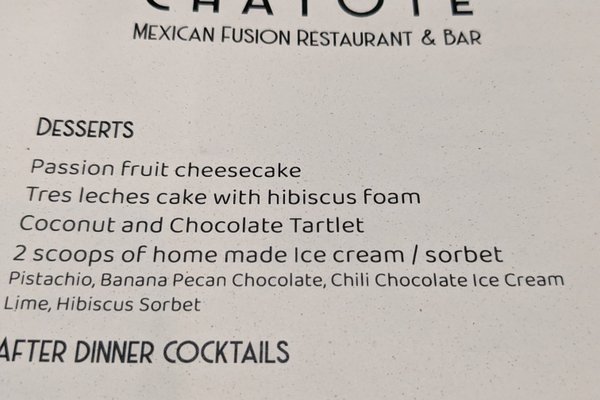 CHAYOTE
MEXICAN FUSION RESTAURANT & BAR
DESSERTS
Passion fruit cheesecake
Tres leches cake with hibiscus foam
Coconut and Chocolate Tartlet
2 scoops of home made Ice cream / sorbet
Pistachio, Banana Pecan Chocolate, Chili Chocolate Ice Cream
Lime, Hibiscus Sorbet
AFTER DINNER COCKTAILS